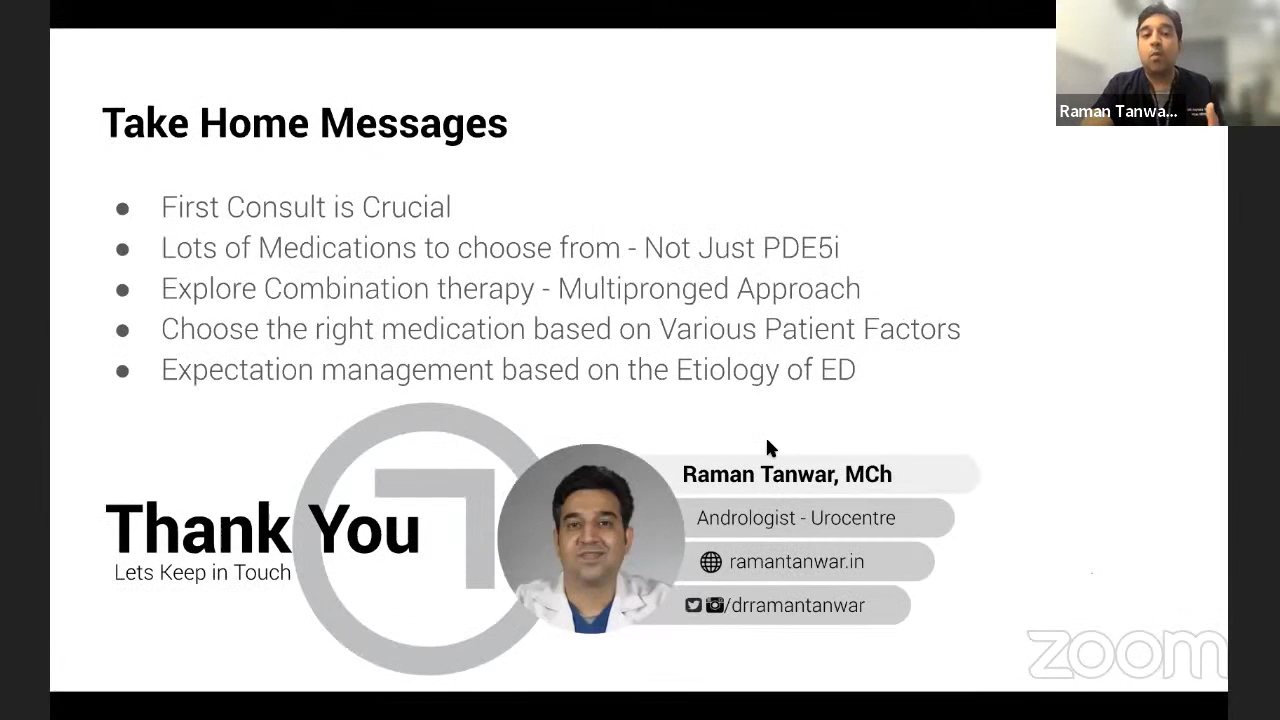 Raman Tanwa...
Take Home Messages
● First Consult is Crucial
● Lots of Medications to choose from - Not Just PDE5i
● Explore Combination therapy - Multipronged Approach
● Choose the right medication based on Various Patient Factors
● Expectation management based on the Etiology of ED
Thank You
Lets Keep in Touch
Raman Tanwar, MCh
Andrologist - Urocentre
ramantanwar.in
/drramantanwar
zoom